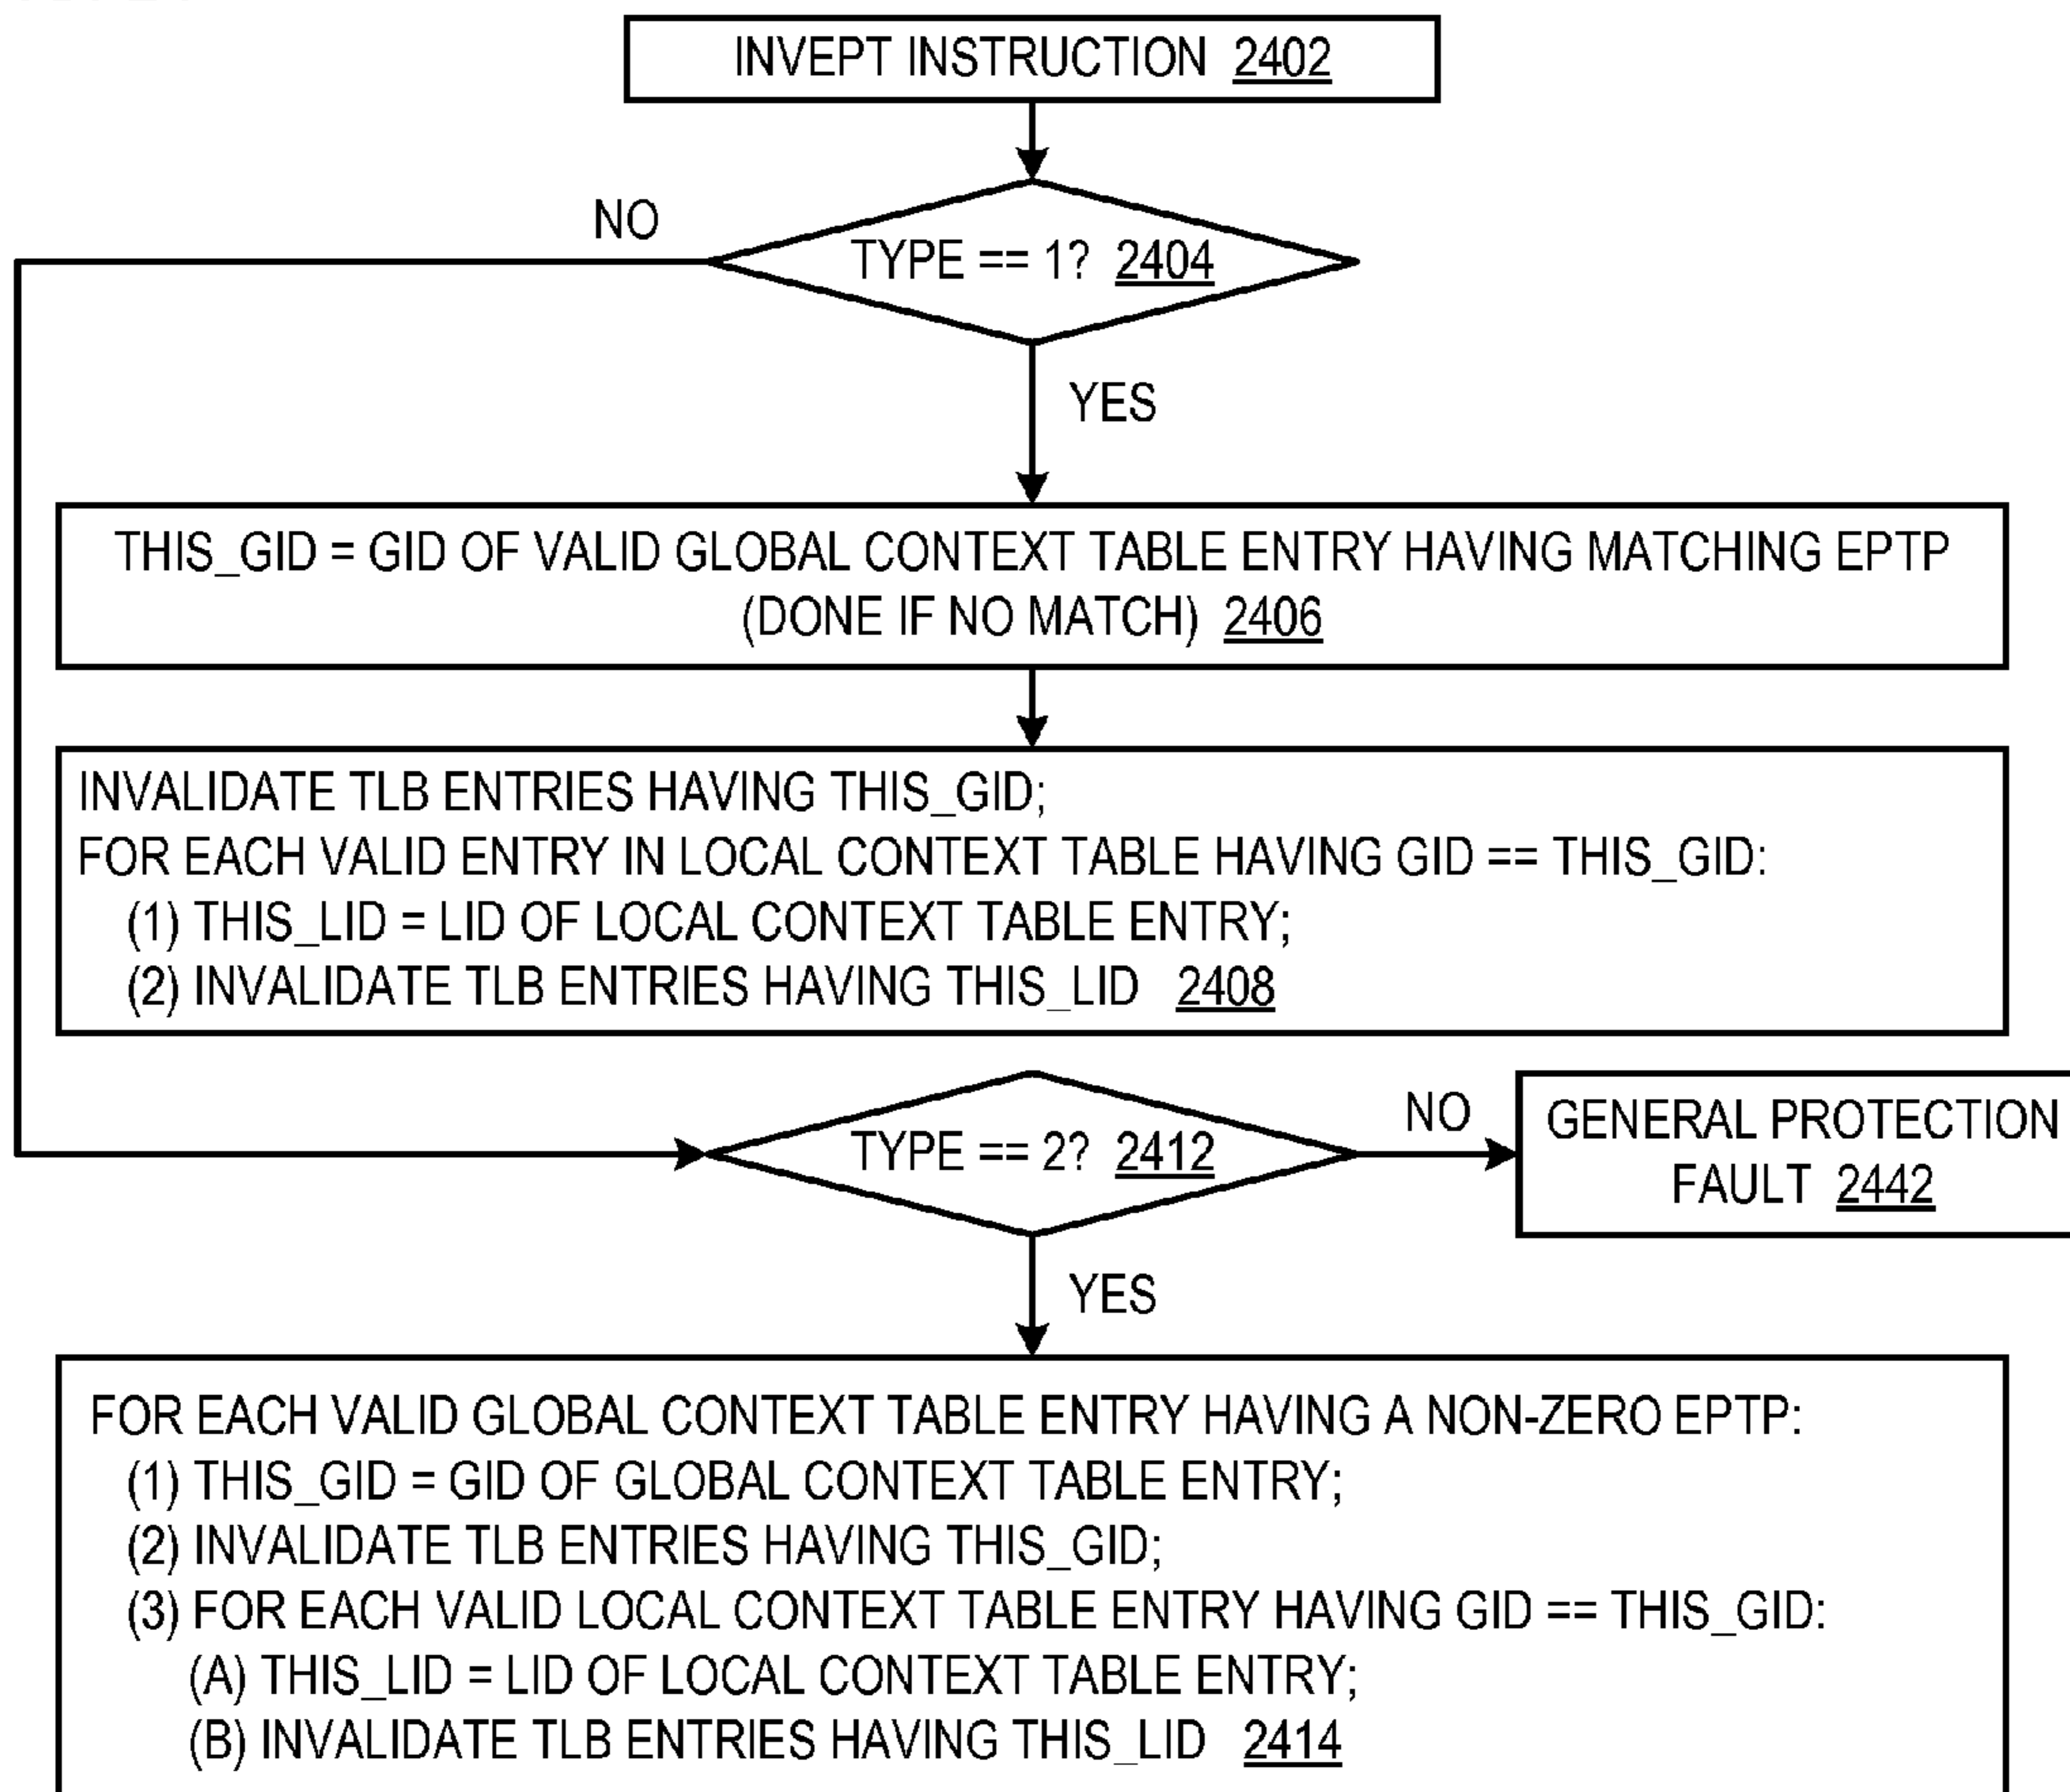 INVEPT INSTRUCTION 2402
NO
TYPE == 1? 2404
YES
THIS_GID = GID OF VALID GLOBAL CONTEXT TABLE ENTRY HAVING MATCHING EPTP
(DONE IF NO MATCH) 2406
INVALIDATE TLB ENTRIES HAVING THIS_GID;
FOR EACH VALID ENTRY IN LOCAL CONTEXT TABLE HAVING GID == THIS_GID:
(1) THIS_LID = LID OF LOCAL CONTEXT TABLE ENTRY;
(2) INVALIDATE TLB ENTRIES HAVING THIS_LID 2408
TYPE == 2? 2412
NO
GENERAL PROTECTION
FAULT 2442
YES
FOR EACH VALID GLOBAL CONTEXT TABLE ENTRY HAVING A NON-ZERO EPTP:
(1) THIS_GID = GID OF GLOBAL CONTEXT TABLE ENTRY;
(2) INVALIDATE TLB ENTRIES HAVING THIS_GID;
(3) FOR EACH VALID LOCAL CONTEXT TABLE ENTRY HAVING GID == THIS_GID:
(A) THIS_LID = LID OF LOCAL CONTEXT TABLE ENTRY;
(B) INVALIDATE TLB ENTRIES HAVING THIS_LID 2414